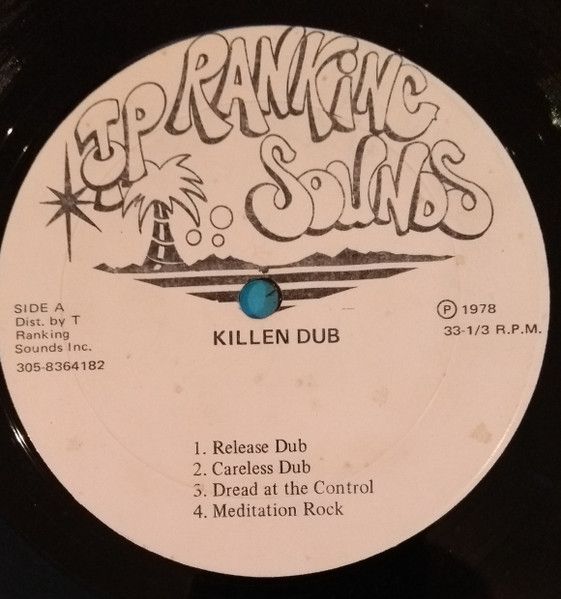 JP RANKING
SOUNDS
SIDE A
Dist. by T
Ranking
Sounds Inc.
305-8364182
℗ 1978
33-1/3 R.P.M.
KILLEN DUB
1. Release Dub
2. Careless Dub
3. Dread at the Control
4. Meditation Rock